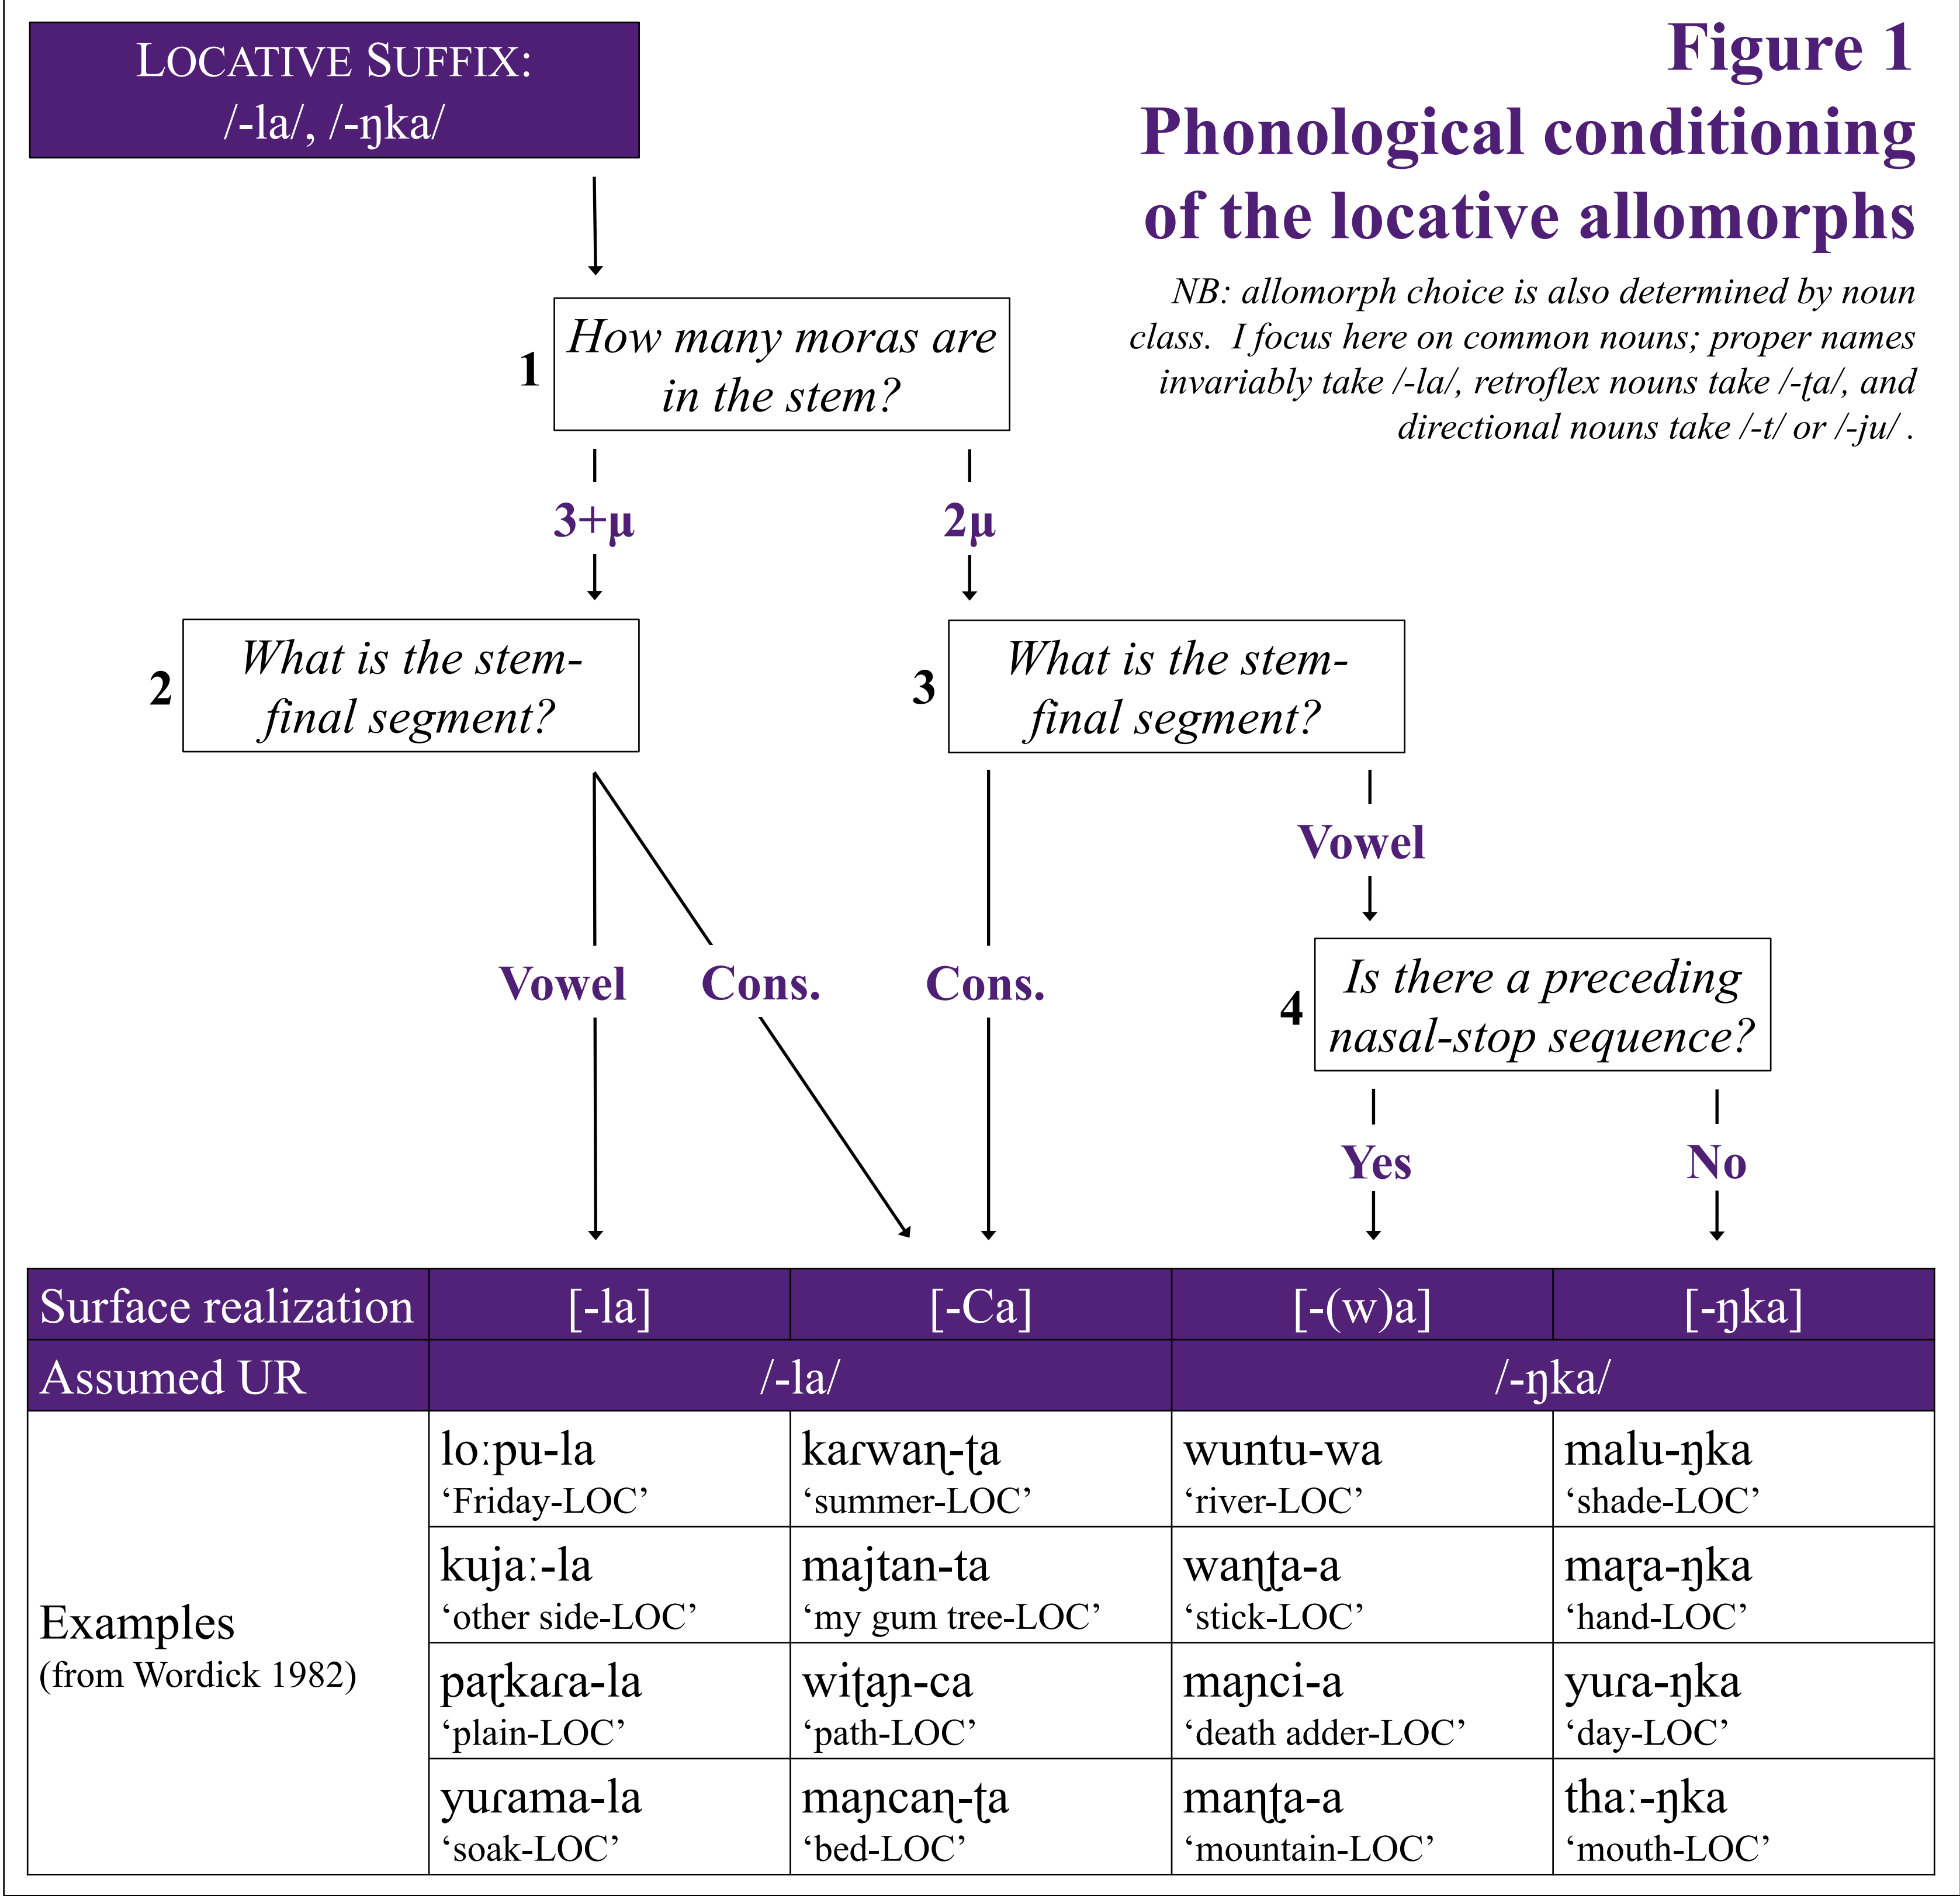 LOCATIVE SUFFIX:
/-la/, /-ŋka/
Figure 1
Phonological conditioning
of the locative allomorphs
NB: allomorph choice is also determined by noun
class. I focus here on common nouns; proper names
invariably take /-la/, retroflex nouns take /-ʈa/, and
directional nouns take /-t/ or /-ju/ .
1
How many moras are
in the stem?
3+μ
2μ
2
What is the stem-
final segment?
3
What is the stem-
final segment?
Vowel
Vowel
Cons.
Cons.
4
Is there a preceding
nasal-stop sequence?
Yes
No
Surface realization [-la] [-Ca] [-(w)a] [-ŋka]
Assumed UR /-la/ /-ŋka/
Examples
(from Wordick 1982)
loːpu-la
‘Friday-LOC’
kaɾwaɳ-ʈa
‘summer-LOC’
wuntu-wa
‘river-LOC’
malu-ŋka
‘shade-LOC’
kujaː-la
‘other side-LOC’
majtan-ta
‘my gum tree-LOC’
waɳʈa-a
‘stick-LOC’
maɽa-ŋka
‘hand-LOC’
paɽkaɾa-la
‘plain-LOC’
wiʈaɲ-ca
‘path-LOC’
maɲci-a
‘death adder-LOC’
yuɾa-ŋka
‘day-LOC’
yuɾama-la
‘soak-LOC’
maɲcaɳ-ʈa
‘bed-LOC’
maɳʈa-a
‘mountain-LOC’
thaː-ŋka
‘mouth-LOC’